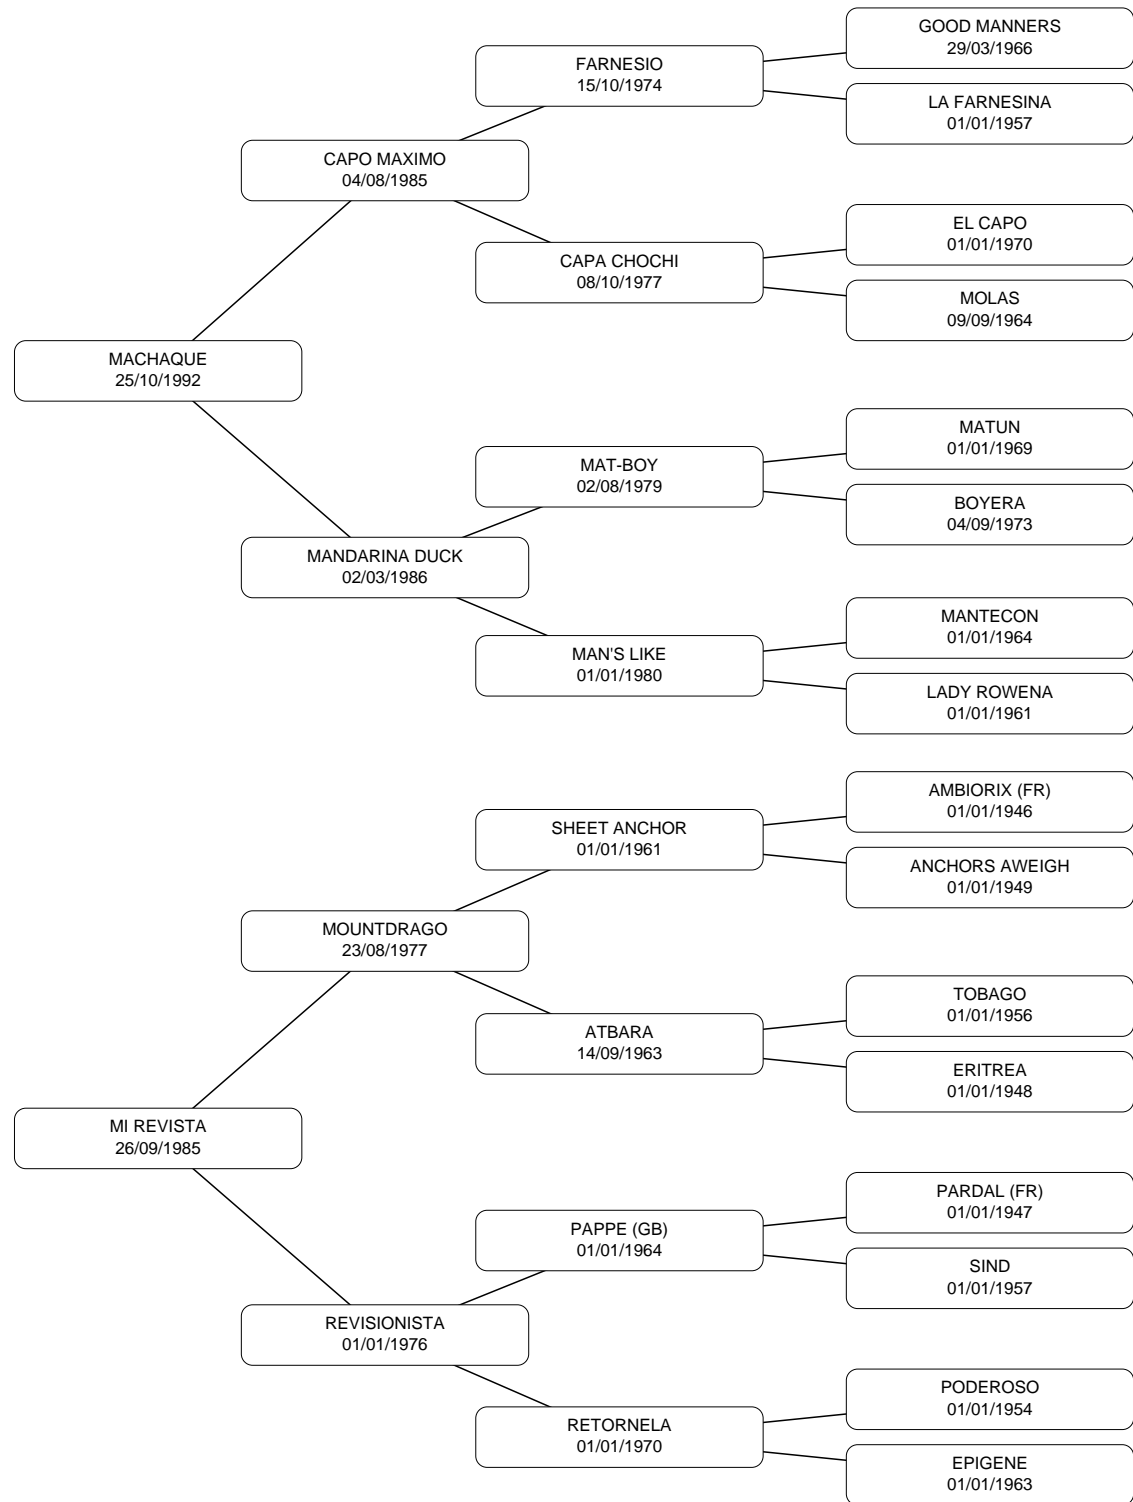 GOOD MANNERS
29/03/1966
FARNESIO
15/10/1974
LA FARNESINA
01/01/1957
CAPO MAXIMO
04/08/1985
EL CAPO
01/01/1970
CAPA CHOCHI
08/10/1977
MOLAS
09/09/1964
MACHAQUE
25/10/1992
MATUN
01/01/1969
MAT-BOY
02/08/1979
BOYERA
04/09/1973
MANDARINA DUCK
02/03/1986
MANTECON
01/01/1964
MAN'S LIKE
01/01/1980
LADY ROWENA
01/01/1961
AMBIORIX (FR)
01/01/1946
SHEET ANCHOR
01/01/1961
ANCHORS AWEIGH
01/01/1949
MOUNTDRAGO
23/08/1977
TOBAGO
01/01/1956
ATBARA
14/09/1963
ERITREA
01/01/1948
MI REVISTA
26/09/1985
PARDAL (FR)
01/01/1947
PAPPE (GB)
01/01/1964
SIND
01/01/1957
REVISIONISTA
01/01/1976
PODEROSO
01/01/1954
RETORNELA
01/01/1970
EPIGENE
01/01/1963